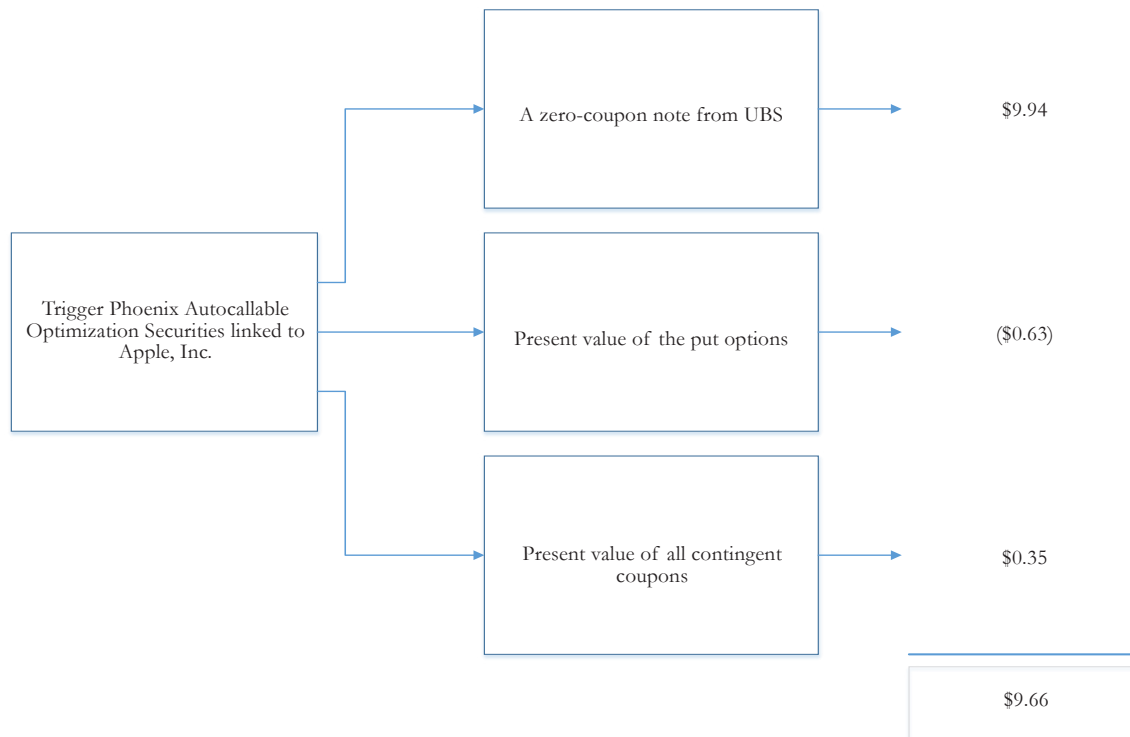 A zero-coupon note from UBS
$9.94
Trigger Phoenix Autocallable
Optimization Securities linked to
Apple, Inc.
Present value of the put options
($0.63)
Present value of all contingent
coupons
$0.35
$9.66